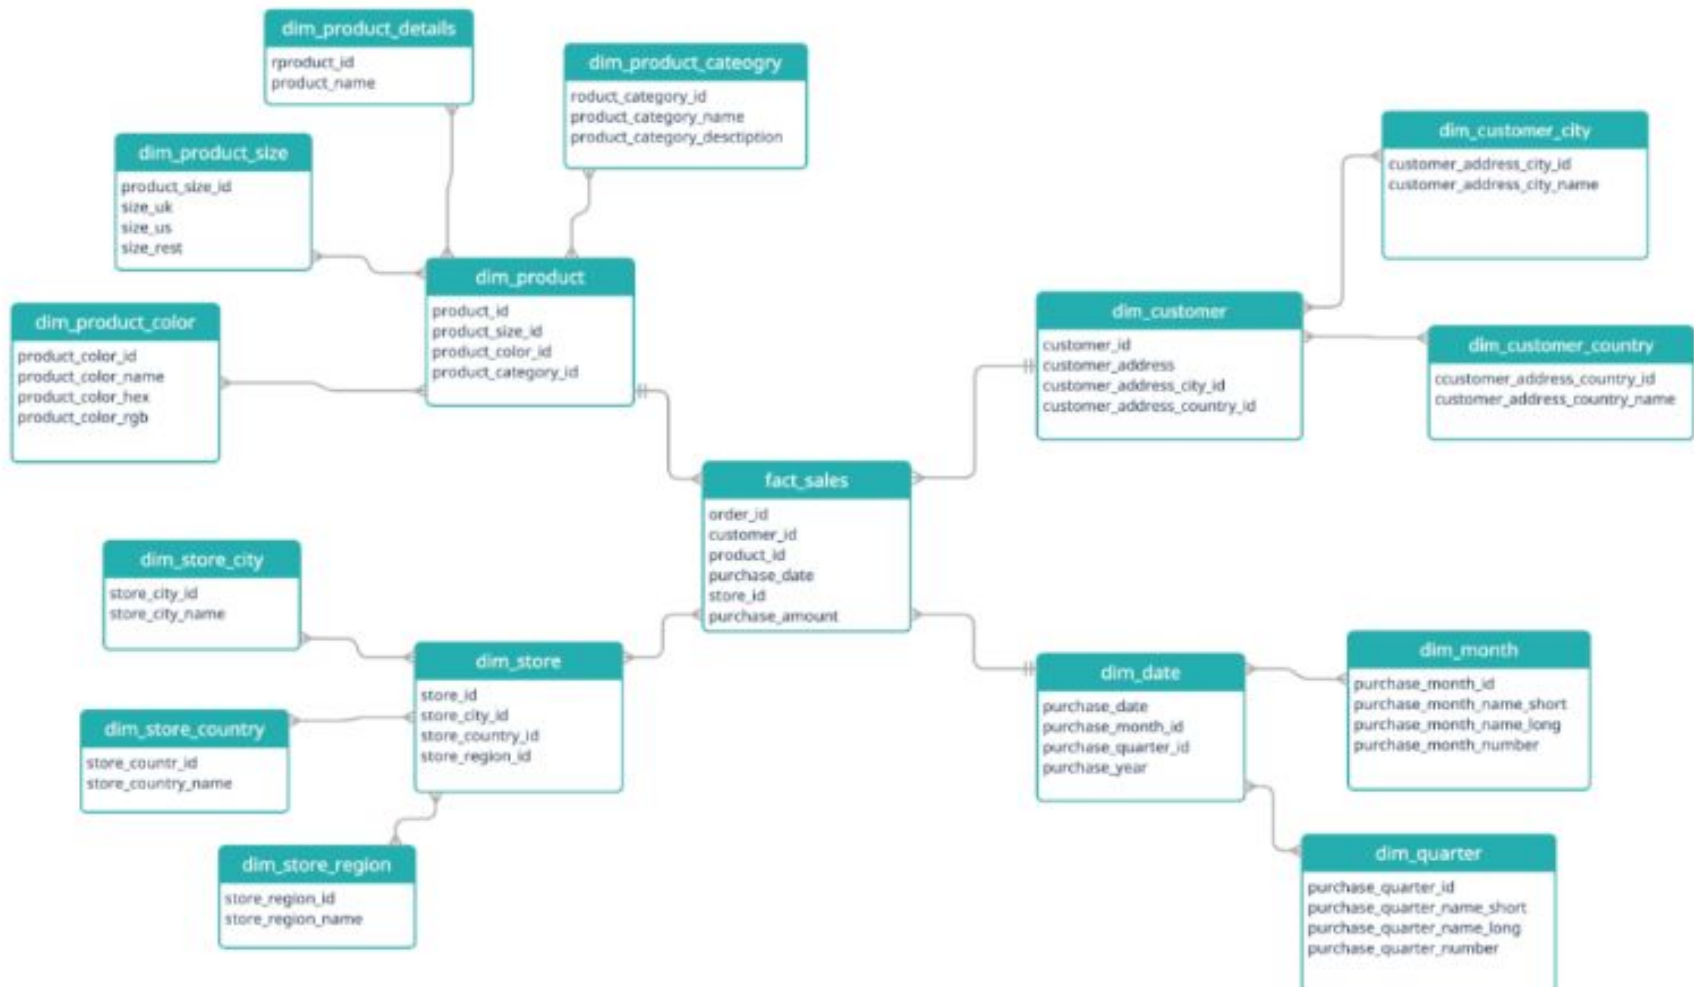 dim_product_details
rproduct_id
product_name
dim_product_cateogry
roduct_category_id
product_category_name
product_category_desctiption
dim_product_size
product_size_id
size_uk
size_us
size_rest
dim_product_color
product_color_id
product_color_name
product_color_hex
product_color_rgb
dim_product
product_id
product_size_id
product_color_id
product_category_id
dim_customer_city
customer_address_city_id
customer_address_city_name
dim_customer
customer_id
customer_address
customer_address_city_id
customer_address_country_id
dim_customer_country
ccustomer_address_country_id
customer_address_country_name
fact_sales
order_id
customer_id
product_id
purchase_date
store_id
purchase_amount
dim_store_city
store_city_id
store_city_name
dim_store
store_id
store_city_id
store_country_id
store_region_id
dim_store_country
store_countr_id
store_country_name
dim_store_region
store_region_id
store_region_name
dim_date
purchase_date
purchase_month_id
purchase_quarter_id
purchase_year
dim_month
purchase_month_id
purchase_month_name_short
purchase_month_name_long
purchase_month_number
dim_quarter
purchase_quarter_id
purchase_quarter_name_short
purchase_quarter_name_long
purchase_quarter_number